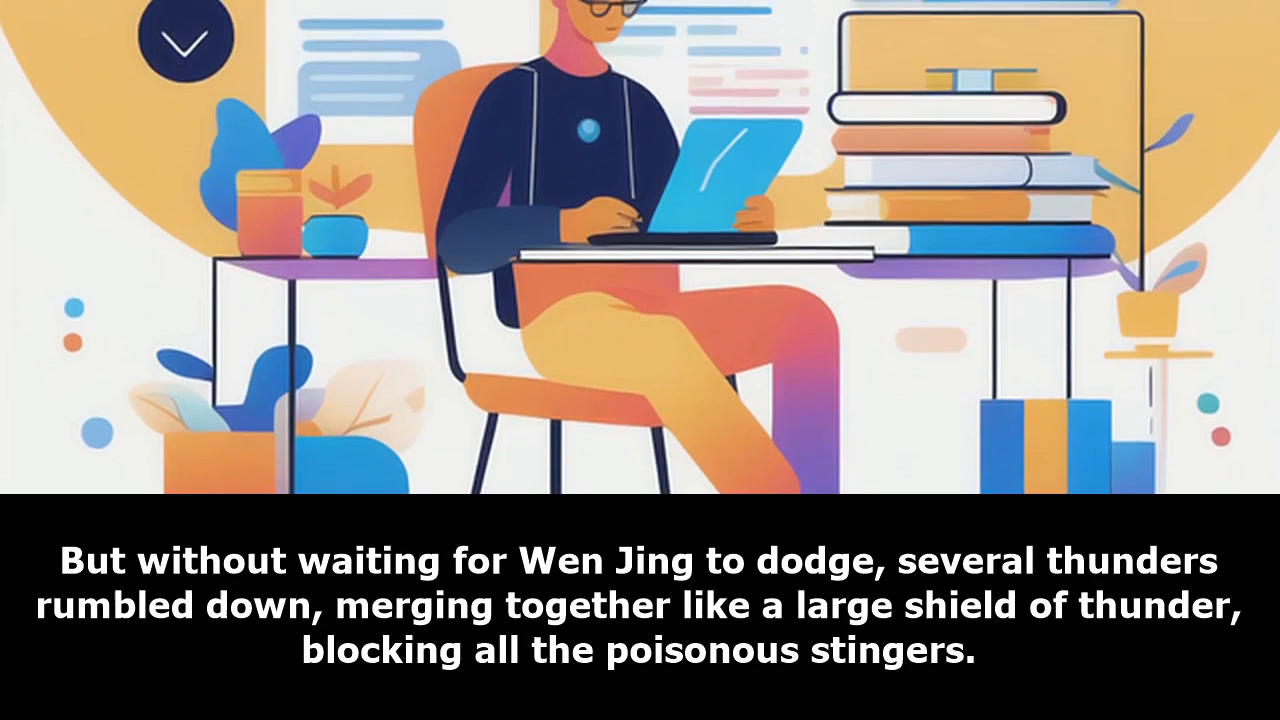 But without waiting for Wen Jing to dodge, several thunders
rumbled down, merging together like a large shield of thunder,
blocking all the poisonous stingers.